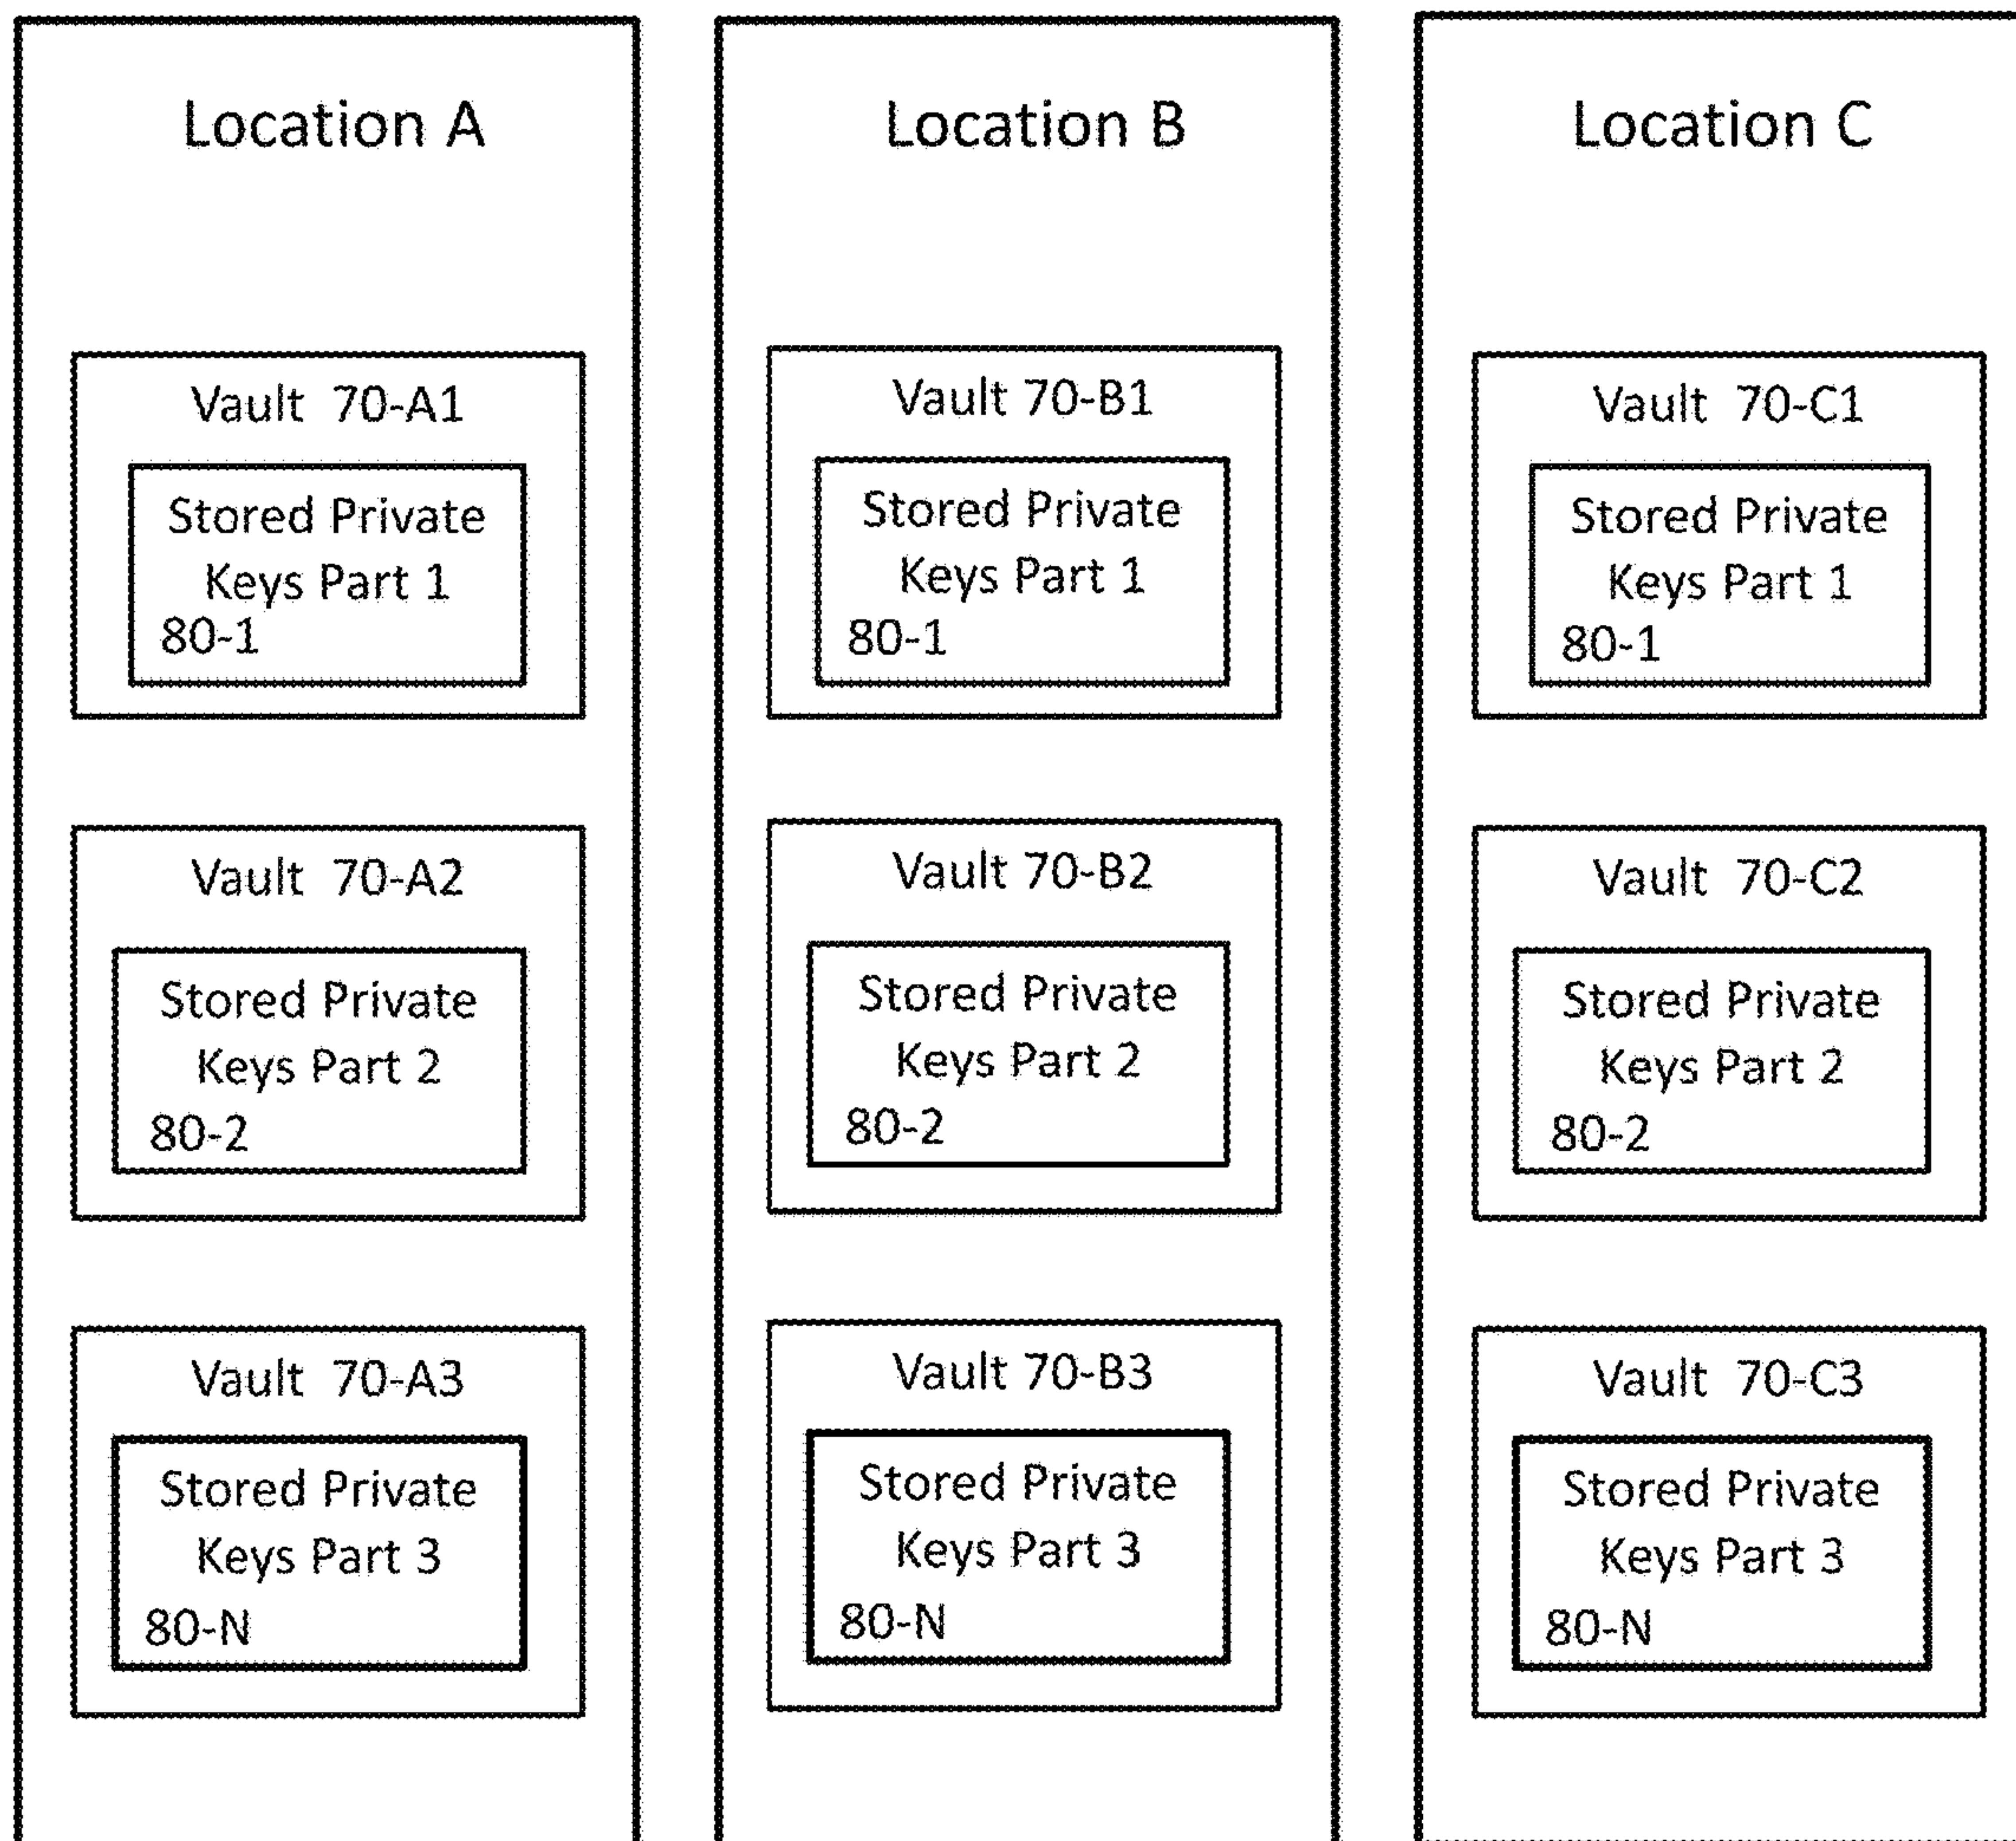 Location A
Vault 70-A1
Stored Private
Keys Part 1
80-1
Vault 70-A2
Stored Private
Keys Part 2
80-2
Vault 70-A3
Stored Private
Keys Part 3
80-N
Location B
Vault 70-B1
Stored Private
Keys Part 1
80-1
Vault 70-B2
Stored Private
Keys Part 2
80-2
Vault 70-B3
Stored Private
Keys Part 3
80-N
Location C
Vault 70-C1
Stored Private
Keys Part 1
80-1
Vault 70-C2
Stored Private
Keys Part 2
80-2
Vault 70-C3
Stored Private
Keys Part 3
80-N